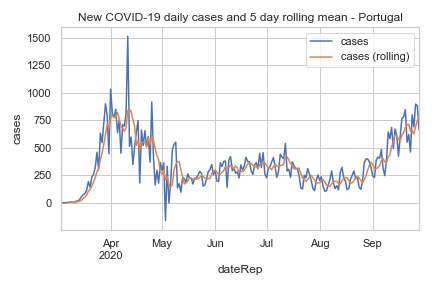 New COVID-19 daily cases and 5 day rolling mean - Portugal
cases
cases (rolling)
1500
1250
1000
750
500
250
0
cases
Apr
2020
May
Jun
Jul
Aug
Sep
dateRep